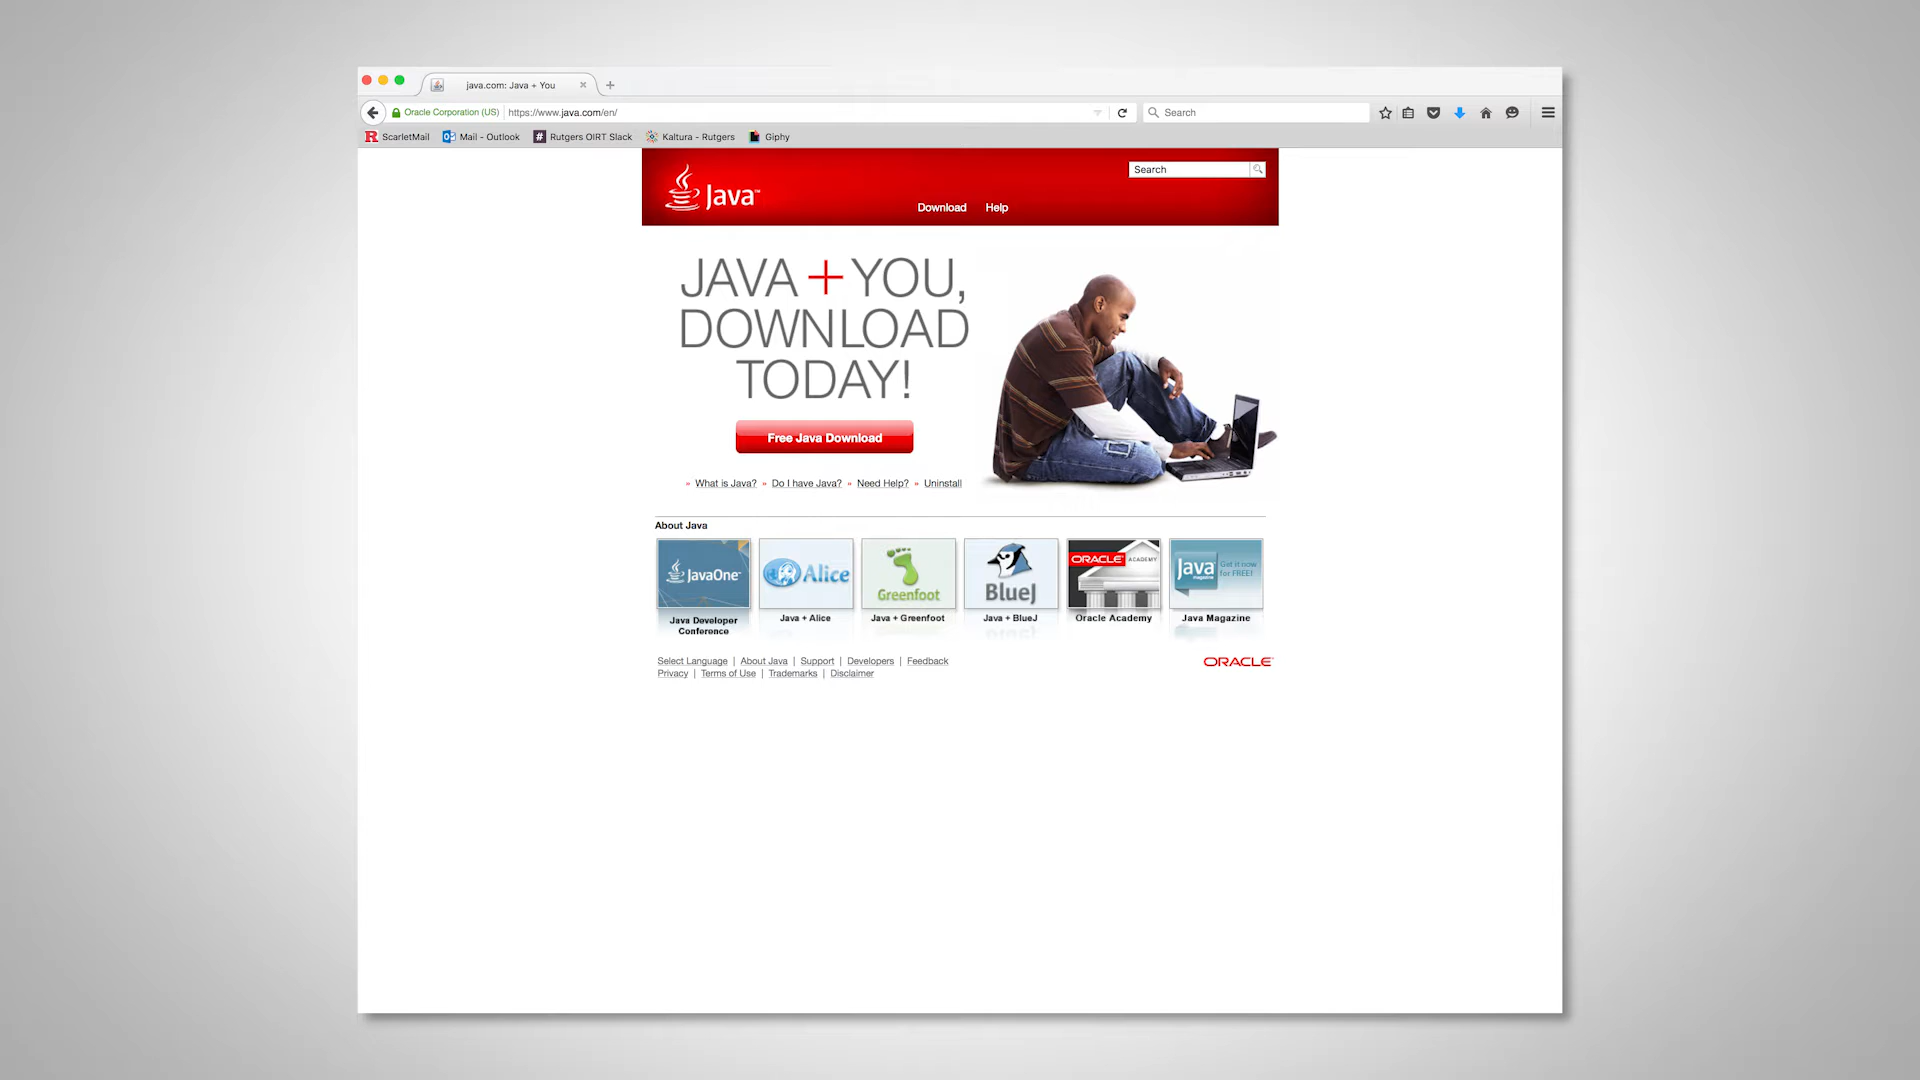 java.com: Java + You
Oracle Corporation (US) https://www.java.com/en/ Search
ScarletMail Mail - Outlook # Rutgers OIRT Slack Kaltura - Rutgers Giphy
Java™ Search
Download Help
JAVA + YOU,
DOWNLOAD
TODAY!
Free Java Download
» What is Java? » Do I have Java? » Need Help? » Uninstall
About Java
JavaOne™ Alice Greenfoot BlueJ ORACLE ACADEMY Java magazine Get it now for FREE!
Java Developer Conference Java + Alice Java + Greenfoot Java + BlueJ Oracle Academy Java Magazine
Select Language | About Java | Support | Developers | Feedback
Privacy | Terms of Use | Trademarks | Disclaimer
ORACLE